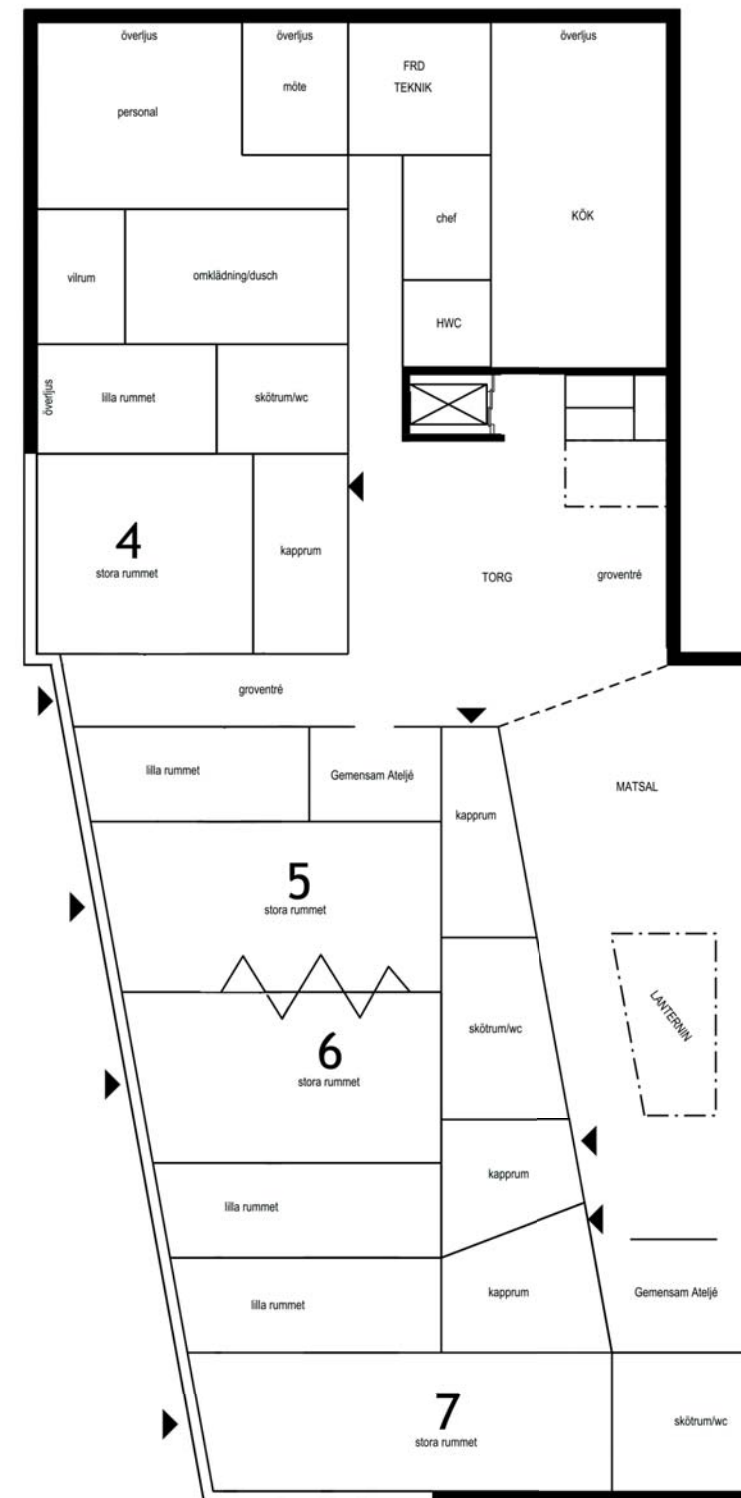 överljus
överljus
överljus
FRD
TEKNIK
möte
personal
chef
KÖK
vilrum
omklädning/dusch
HWC
överljus
lilla rummet
skötrum/wc
4
stora rummet
kapprum
TORG
groventré
groventré
lilla rummet
Gemensam Ateljé
kapprum
MATSAL
5
stora rummet
LANTERNIN
skötrum/wc
6
stora rummet
kapprum
lilla rummet
lilla rummet
kapprum
Gemensam Ateljé
7
stora rummet
skötrum/wc